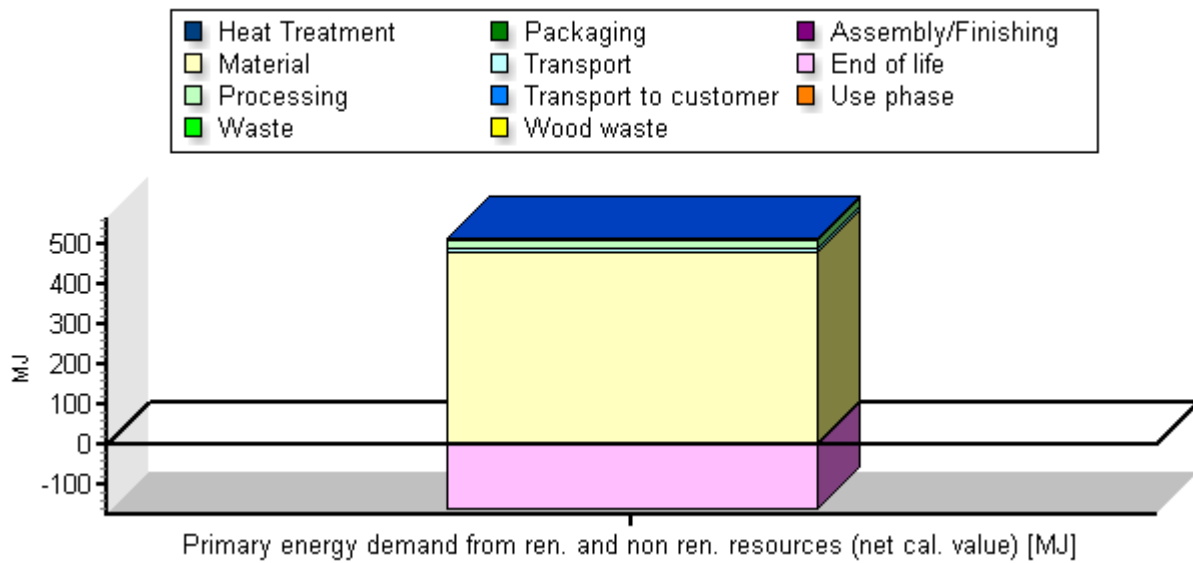 Heat Treatment Packaging Assembly/Finishing
Material Transport End of life
Processing Transport to customer Use phase
Waste Wood waste
500
400
300
200
100
0
-100
MJ
Primary energy demand from ren. and non ren. resources (net cal. value) [MJ]